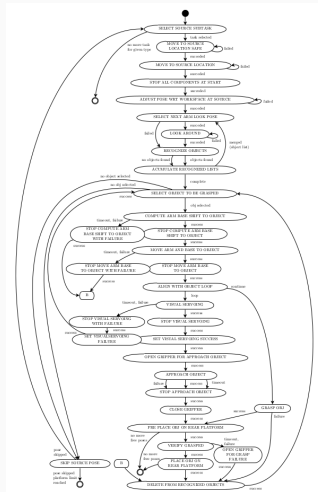 SELECT SOURCE SUBTASK
task selected
no more task
for given type
MOVE TO SOURCE
LOCATION SAFE
failed
succeeded
MOVE TO SOURCE LOCATION
failed
succeeded
STOP ALL COMPONENTS AT START
succeeded
ADJUST POSE WRT WORKSPACE AT SOURCE
failed
succeeded
SELECT NEXT ARM LOOK POSE
succeeded
failed
LOOK AROUND
failed
succeeded
RECOGNIZE OBJECTS
merged
(object list)
no objects found
objects found
ACCUMULATE RECOGNIZED LISTS
complete
no object selected
no obj selected
SELECT OBJECT TO BE GRASPED
success
obj selected
COMPUTE ARM BASE SHIFT TO OBJECT
timeout, failure
success
STOP COMPUTE ARM
BASE SHIFT TO OBJECT
WITH FAILURE
STOP COMPUTE ARM BASE
SHIFT TO OBJECT
success
timeout, failure
MOVE ARM AND BASE TO OBJECT
success
success
STOP MOVE ARM BASE
TO OBJECT WITH FAILURE
STOP MOVE ARM BASE
TO OBJECT
success
success
ALIGN WITH OBJECT LOOP
loop
timeout, failure
VISUAL SERVOING
success
STOP VISUAL SERVOING
WITH FAILURE
STOP VISUAL SERVOING
success
success
SET VISUAL SERVOING
FAILURE
SET VISUAL SERVOING SUCCESS
success
OPEN GRIPPER FOR APPROACH OBJECT
success
APPROACH OBJECT
failure
success
timeout
STOP APPROACH OBJECT
success
CLOSE GRIPPER
GRASP OBJ
success
success
PRE PLACE OBJ ON REAR PLATFORM
success
failure
no more
free poses
VERIFY GRASPED
timeout,
failure
success
OPEN GRIPPER
FOR GRASP
FAILURE
no more
free poses
PLACE OBJ ON
REAR PLATFORM
success
success
pose
skipped
SKIP SOURCE POSE
pose skipped
platform limit
reached
DELETE FROM RECOGNIZED OBJECTS
success